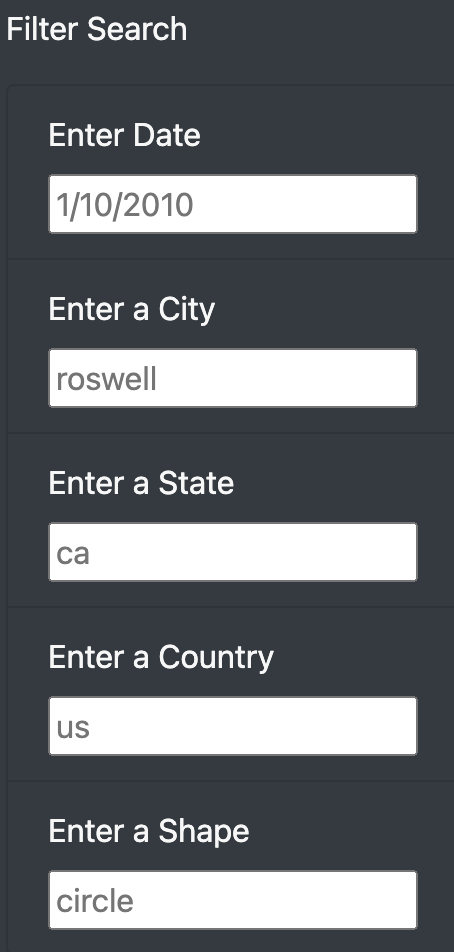 Filter Search
Enter Date
1/10/2010
Enter a City
roswell
Enter a State
ca
Enter a Country
us
Enter a Shape
circle